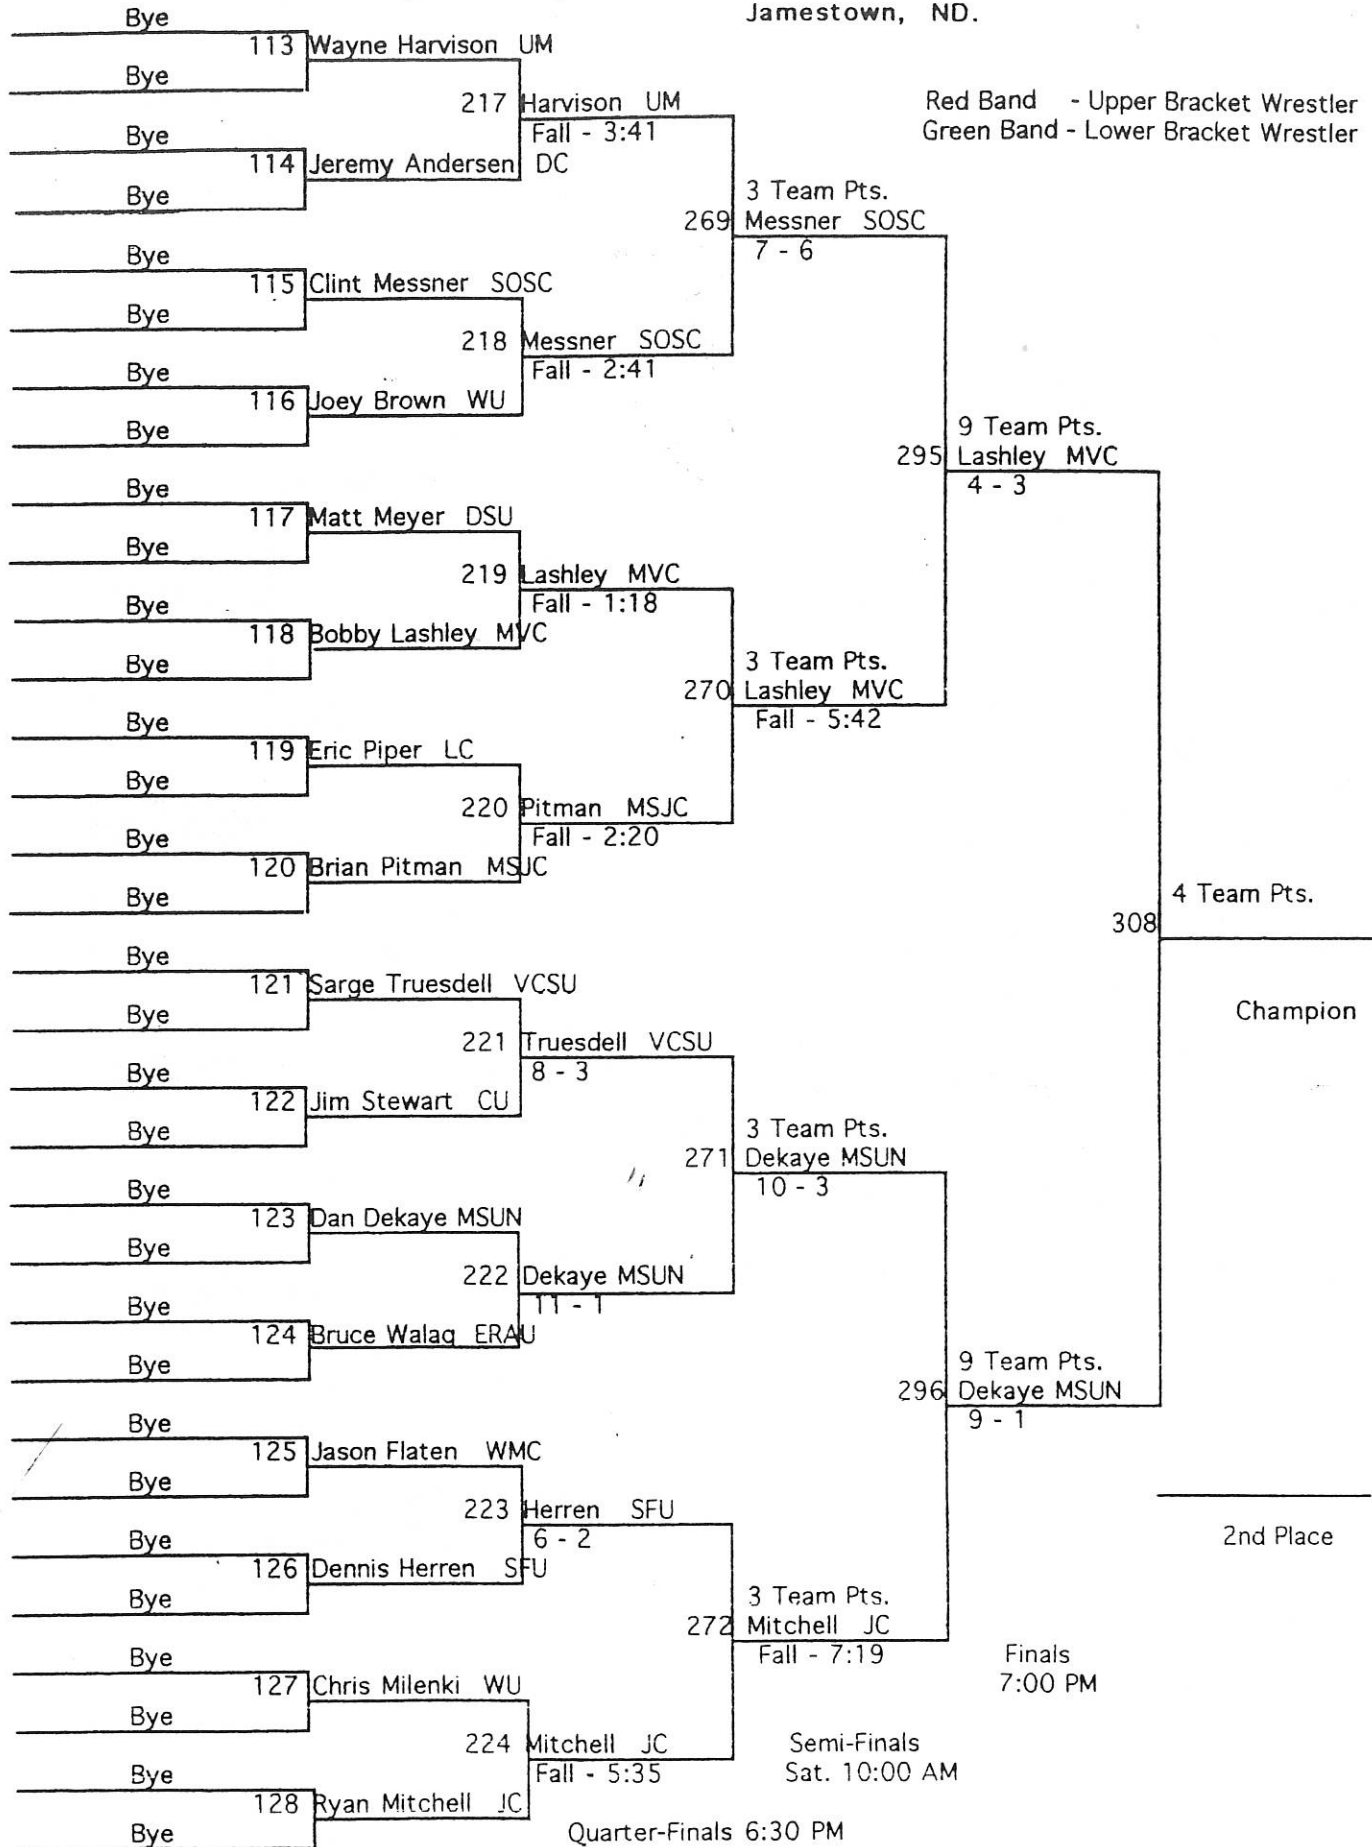 Jamestown, ND.
Bye
113 Wayne Harvison UM
Bye
217 Harvison UM
Fall - 3:41
Red Band - Upper Bracket Wrestler
Green Band - Lower Bracket Wrestler
Bye
114 Jeremy Andersen DC
Bye
3 Team Pts.
269 Messner SOSC
7 - 6
Bye
115 Clint Messner SOSC
Bye
218 Messner SOSC
Fall - 2:41
Bye
116 Joey Brown WU
Bye
9 Team Pts.
295 Lashley MVC
4 - 3
Bye
117 Matt Meyer DSU
Bye
219 Lashley MVC
Fall - 1:18
Bye
118 Bobby Lashley MVC
Bye
3 Team Pts.
270 Lashley MVC
Fall - 5:42
Bye
119 Eric Piper LC
Bye
220 Pitman MSJC
Fall - 2:20
Bye
120 Brian Pitman MSJC
Bye
4 Team Pts.
308
Champion
Bye
121 Sarge Truesdell VCSU
Bye
221 Truesdell VCSU
8 - 3
Bye
122 Jim Stewart CU
Bye
3 Team Pts.
271 Dekaye MSUN
10 - 3
Bye
123 Dan Dekaye MSUN
Bye
222 Dekaye MSUN
11 - 1
Bye
124 Bruce Walaq ERAU
Bye
9 Team Pts.
296 Dekaye MSUN
9 - 1
Bye
125 Jason Flaten WMC
Bye
223 Herren SFU
6 - 2
2nd Place
Bye
126 Dennis Herren SFU
Bye
3 Team Pts.
272 Mitchell JC
Fall - 7:19
Finals
7:00 PM
Bye
127 Chris Milenki WU
Bye
224 Mitchell JC
Fall - 5:35
Semi-Finals
Sat. 10:00 AM
Bye
128 Ryan Mitchell JC
Bye
Quarter-Finals 6:30 PM